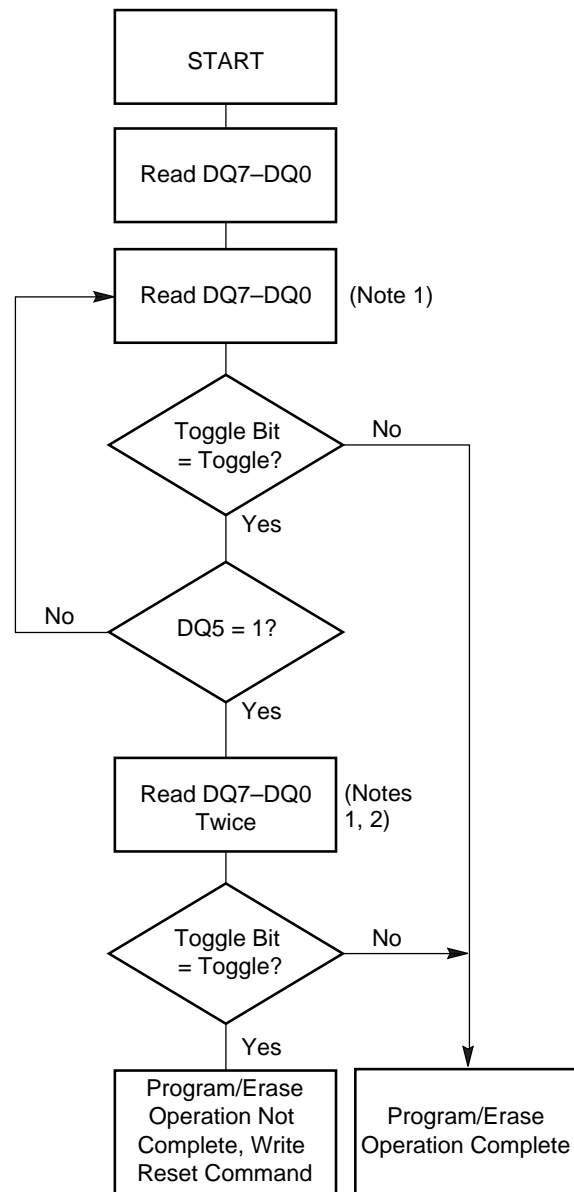 START
Read DQ7–DQ0
Read DQ7–DQ0
(Note 1)
Toggle Bit
= Toggle?
No
Yes
No
DQ5 = 1?
Yes
Read DQ7–DQ0
Twice
(Notes
1, 2)
Toggle Bit
= Toggle?
No
Yes
Program/Erase
Operation Not
Complete, Write
Reset Command
Program/Erase
Operation Complete